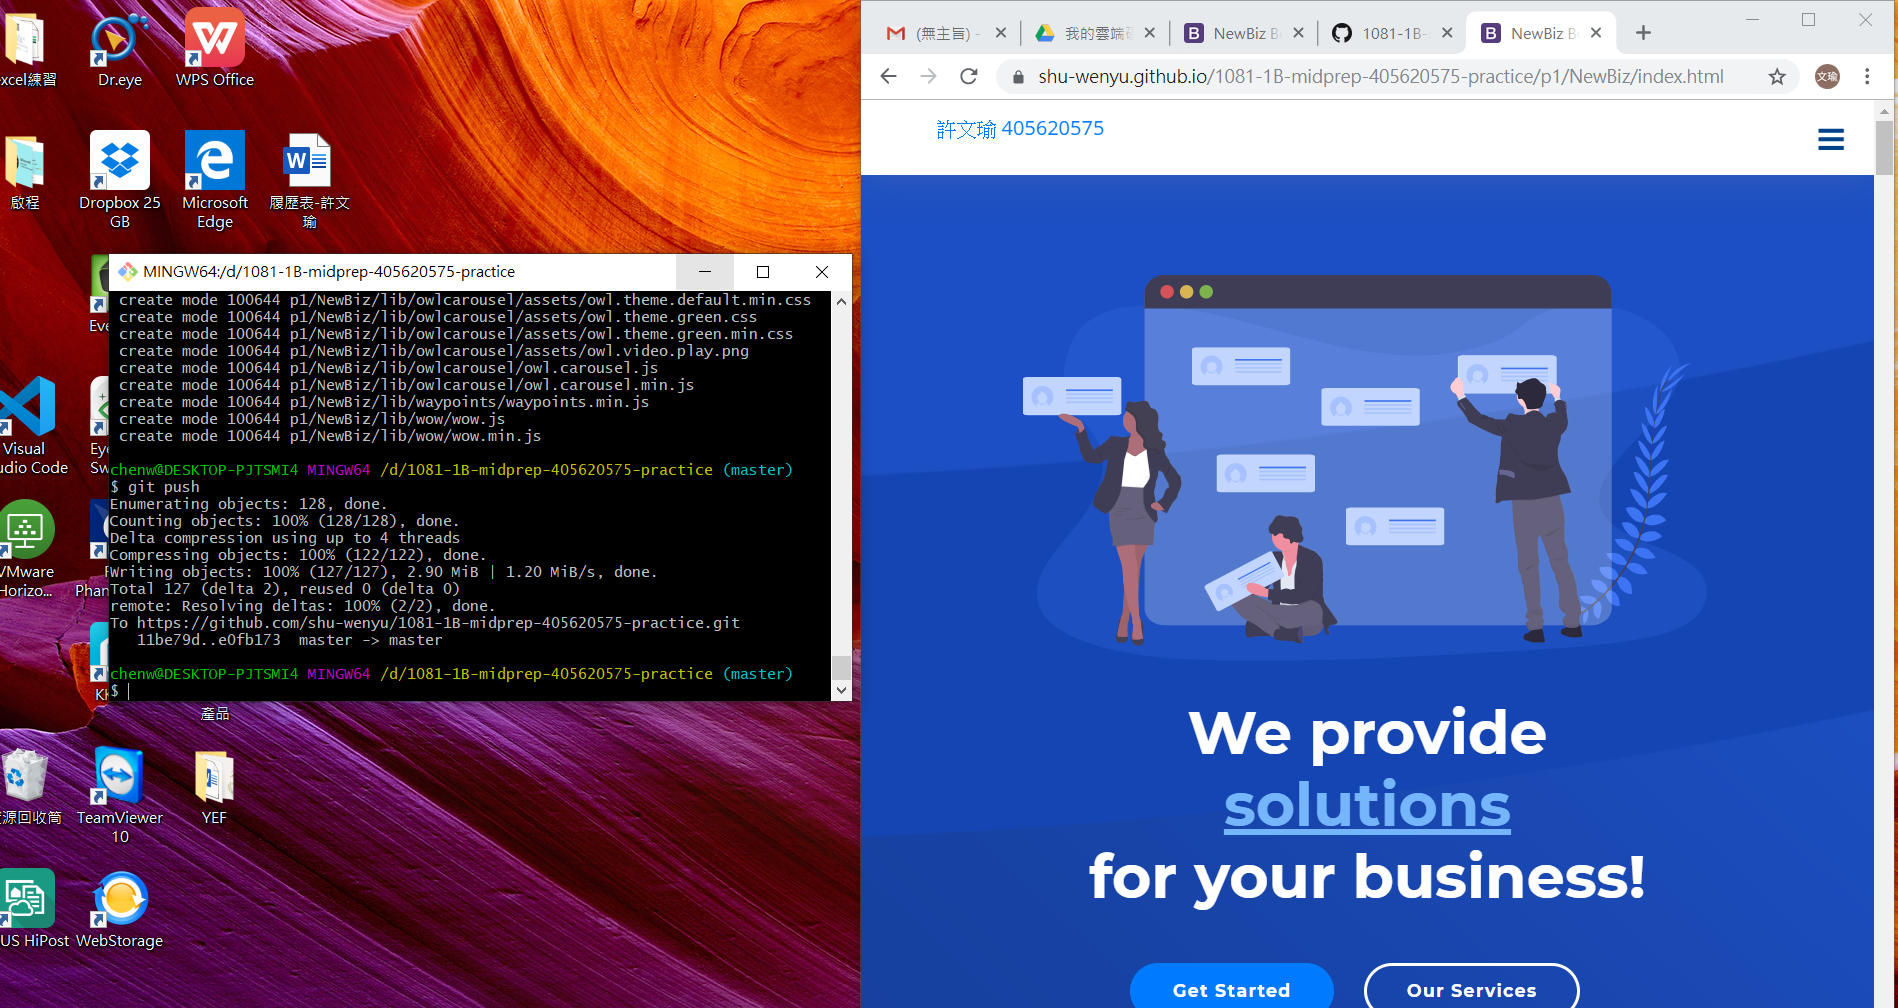 excel練習
Dr.eye
WPS Office
啟程
Dropbox 25
GB
Microsoft
Edge
履歷表-許文
瑜
Visual
VMware
Horizo...
產品
TeamViewer
10
YEF
WebStorage
MINGW64:/d/1081-1B-midprep-405620575-practice
create mode 100644 p1/NewBiz/lib/owlcarousel/assets/owl.theme.default.min.css
create mode 100644 p1/NewBiz/lib/owlcarousel/assets/owl.theme.green.css
create mode 100644 p1/NewBiz/lib/owlcarousel/assets/owl.theme.green.min.css
create mode 100644 p1/NewBiz/lib/owlcarousel/assets/owl.video.play.png
create mode 100644 p1/NewBiz/lib/owlcarousel/owl.carousel.js
create mode 100644 p1/NewBiz/lib/owlcarousel/owl.carousel.min.js
create mode 100644 p1/NewBiz/lib/waypoints/waypoints.min.js
create mode 100644 p1/NewBiz/lib/wow/wow.js
create mode 100644 p1/NewBiz/lib/wow/wow.min.js
chenw@DESKTOP-PJTSMI4 MINGW64 /d/1081-1B-midprep-405620575-practice (master)
$ git push
Enumerating objects: 128, done.
Counting objects: 100% (128/128), done.
Delta compression using up to 4 threads
Compressing objects: 100% (122/122), done.
Writing objects: 100% (127/127), 2.90 MiB | 1.20 MiB/s, done.
Total 127 (delta 2), reused 0 (delta 0)
remote: Resolving deltas: 100% (2/2), done.
To https://github.com/shu-wenyu/1081-1B-midprep-405620575-practice.git
11be79d..e0fb173  master -> master
chenw@DESKTOP-PJTSMI4 MINGW64 /d/1081-1B-midprep-405620575-practice (master)
$
(無主旨) -
我的雲端
NewBiz B
1081-1B-
NewBiz B
shu-wenyu.github.io/1081-1B-midprep-405620575-practice/p1/NewBiz/index.html
文瑜
許文瑜 405620575
We provide
solutions
for your business!
Get Started
Our Services